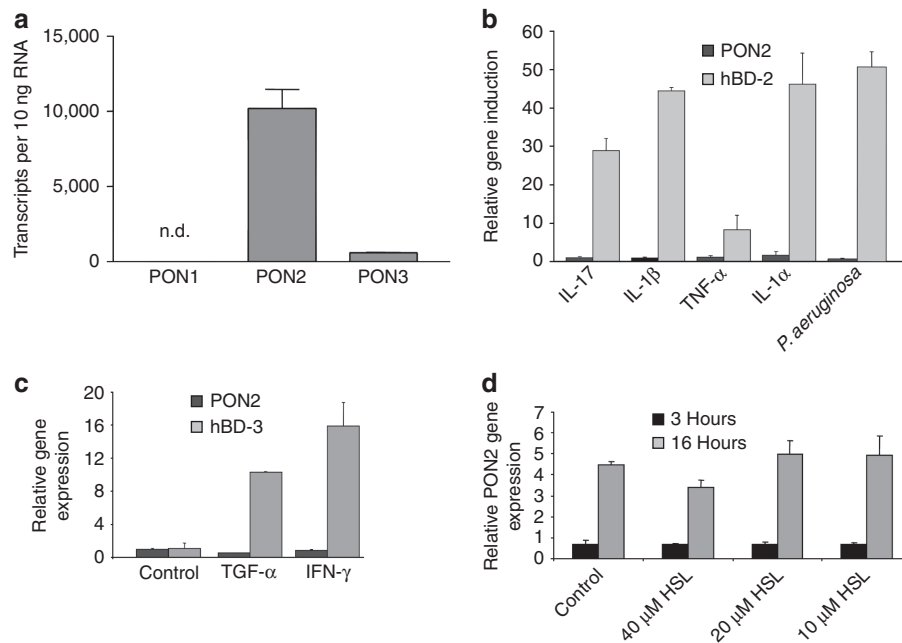 a
Transcripts per 10 ng RNA
15,000
10,000
5,000
0
n.d.
PON1 PON2 PON3
b
Relative gene induction
60
50
40
30
20
10
0
PON2
hBD-2
IL-17 IL-1β TNF-α IL-1α P. aeruginosa
c
Relative gene
expression
20
16
12
8
4
0
PON2
hBD-3
Control TGF-α IFN-γ
d
Relative PON2 gene
expression
7
6
5
4
3
2
1
0
3 Hours
16 Hours
Control 40 μM HSL 20 μM HSL 10 μM HSL